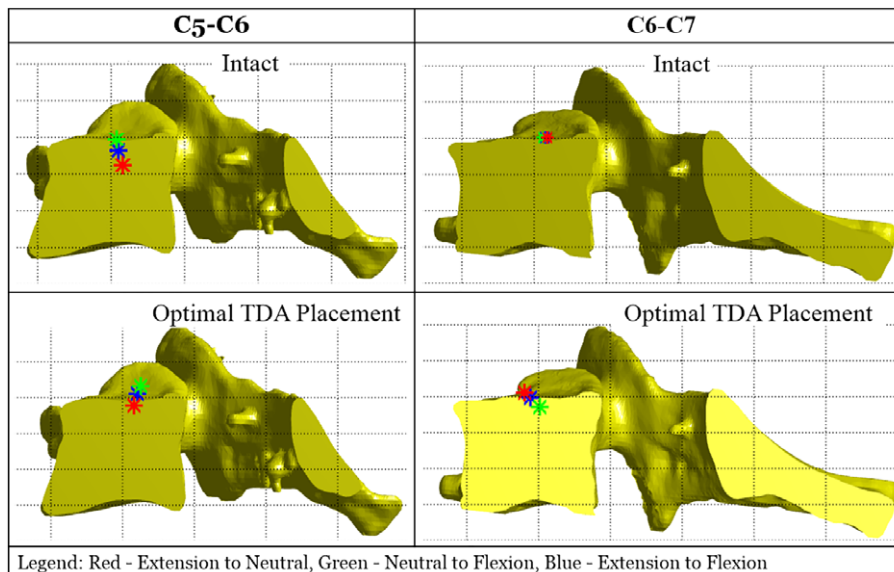 C5-C6
C6-C7
Intact
Intact
Optimal TDA Placement
Optimal TDA Placement
Legend: Red - Extension to Neutral, Green - Neutral to Flexion, Blue - Extension to Flexion